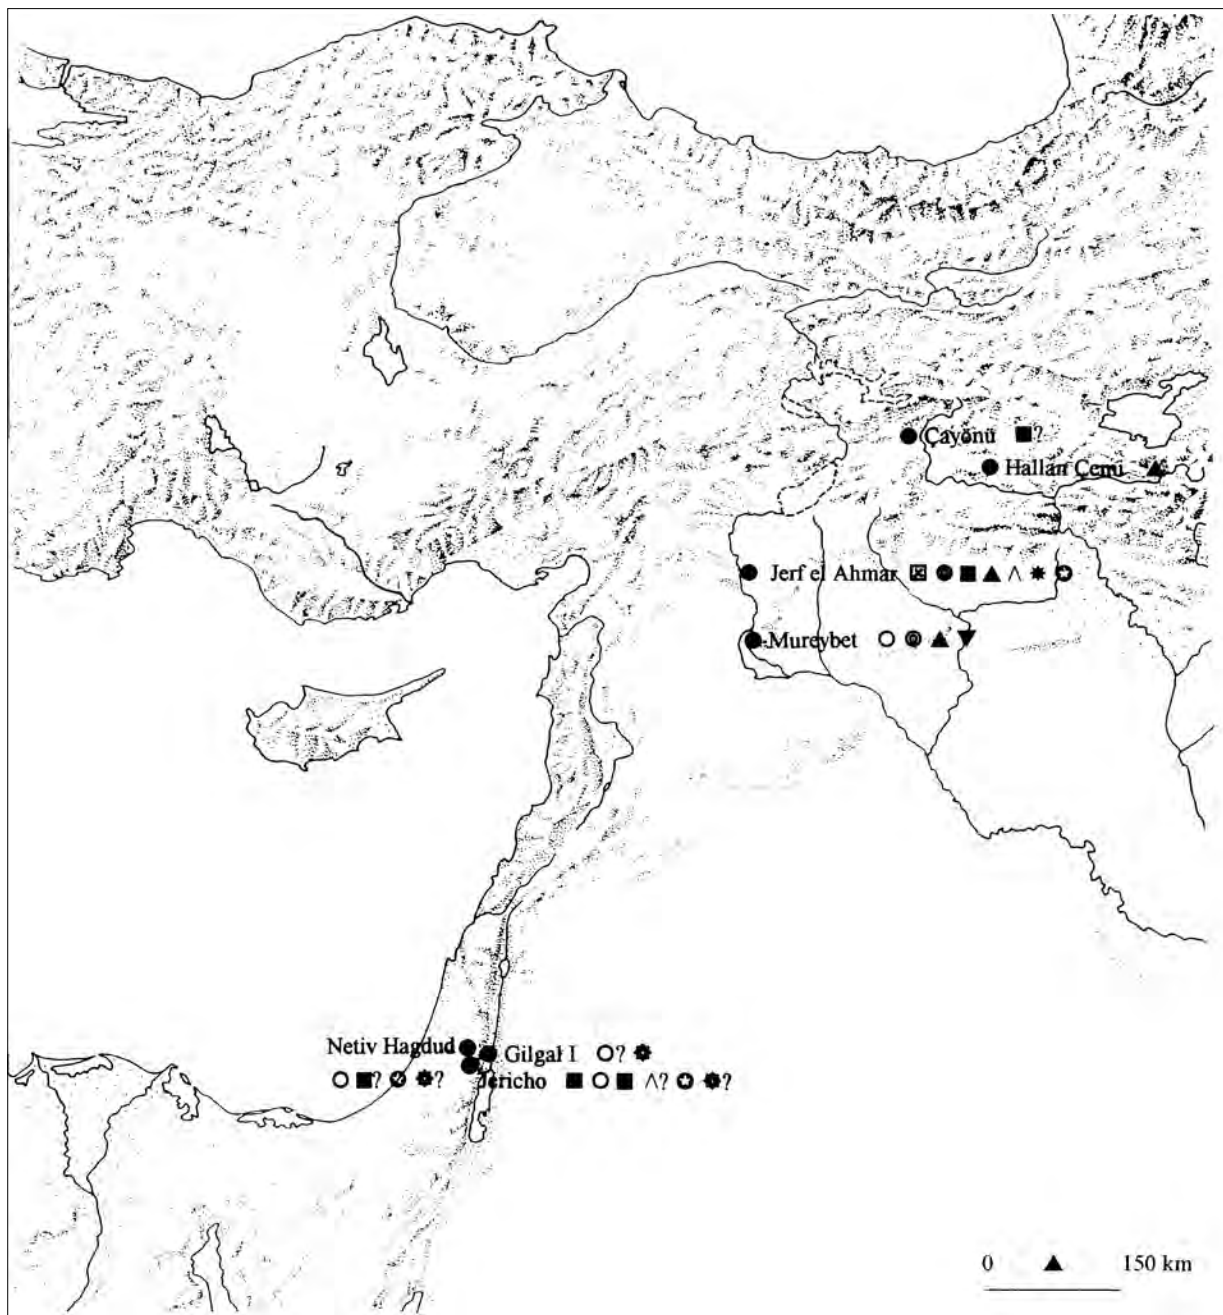 Çayönü ?
Hallan Çemi
Jerf el Ahmar
Mureybet
Netiv Hagdud
Gilgal I ?
? ?
Jericho ? ?
0 150 km